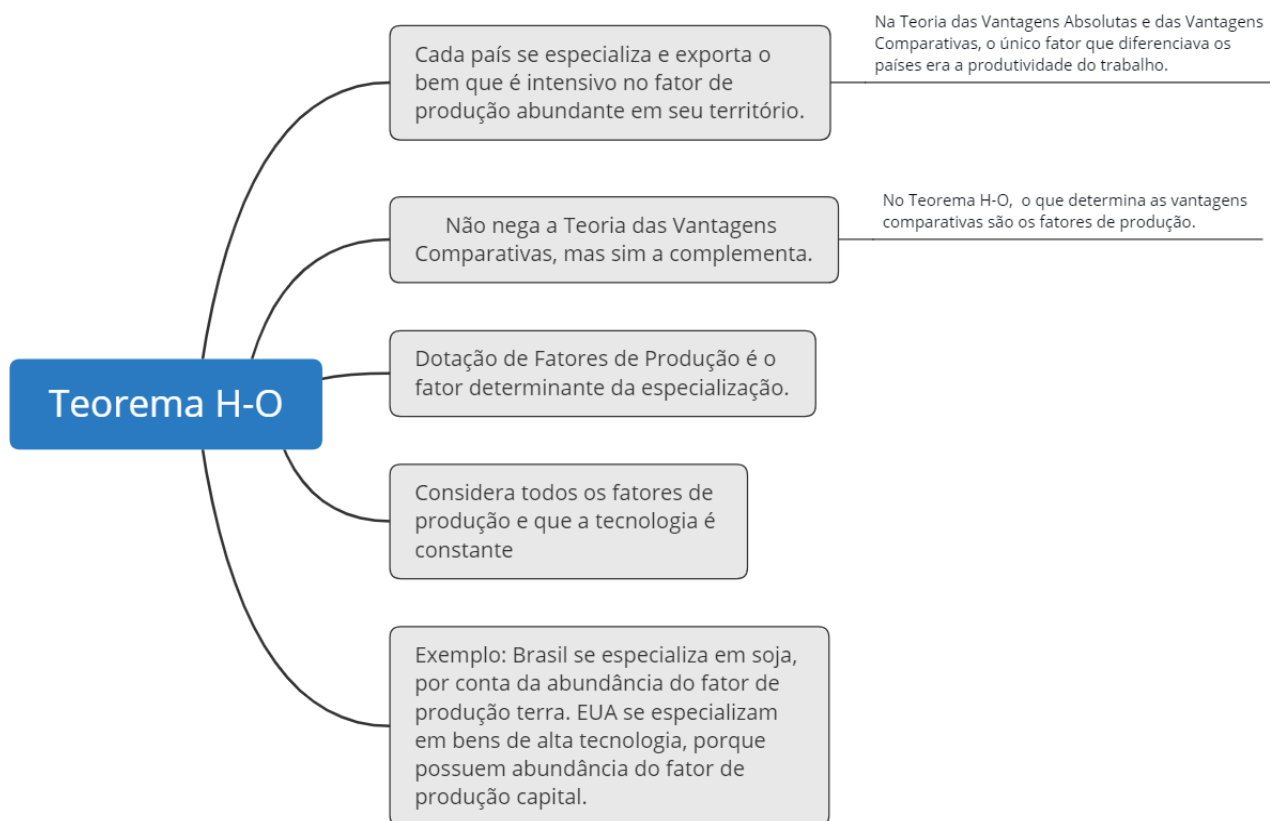 Teorema H-O
Cada país se especializa e exporta o
bem que é intensivo no fator de
produção abundante em seu território.
Na Teoria das Vantagens Absolutas e das Vantagens
Comparativas, o único fator que diferenciava os
países era a produtividade do trabalho.
Não nega a Teoria das Vantagens
Comparativas, mas sim a complementa.
No Teorema H-O,  o que determina as vantagens
comparativas são os fatores de produção.
Dotação de Fatores de Produção é o
fator determinante da especialização.
Considera todos os fatores de
produção e que a tecnologia é
constante
Exemplo: Brasil se especializa em soja,
por conta da abundância do fator de
produção terra. EUA se especializam
em bens de alta tecnologia, porque
possuem abundância do fator de
produção capital.